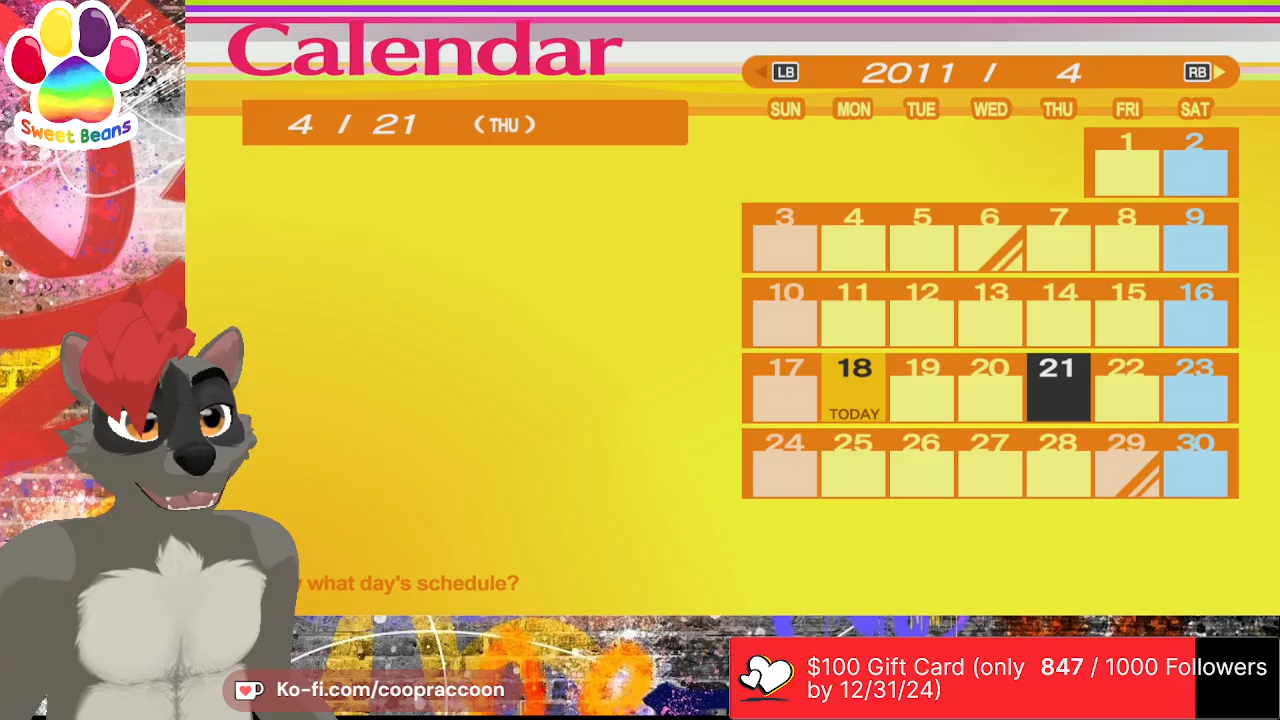 Sweet Beans
Calendar
4 / 21 (THU)
LB 2011 / 4 RB
SUN MON TUE WED THU FRI SAT
1 2
3 4 5 6 7 8 9
10 11 12 13 14 15 16
17 18 19 20 21 22 23
TODAY
24 25 26 27 28 29 30
what day's schedule?
Ko-fi.com/coopraccoon
$100 Gift Card (only 847 / 1000 Followers
by 12/31/24)